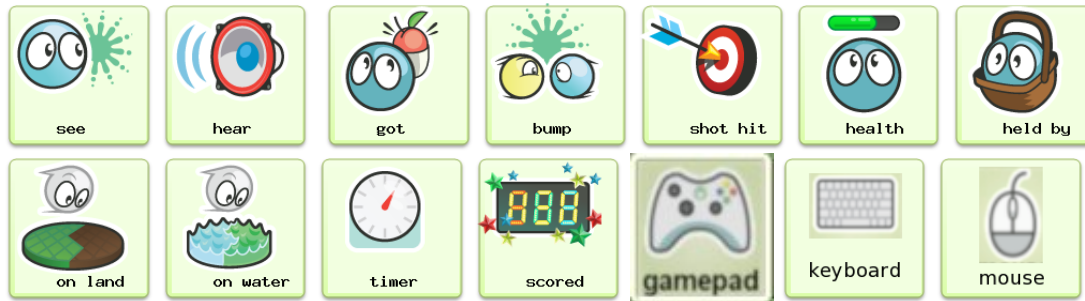 see
hear
got
bump
shot hit
health
held by
on land
on water
timer
scored
gamepad
keyboard
mouse